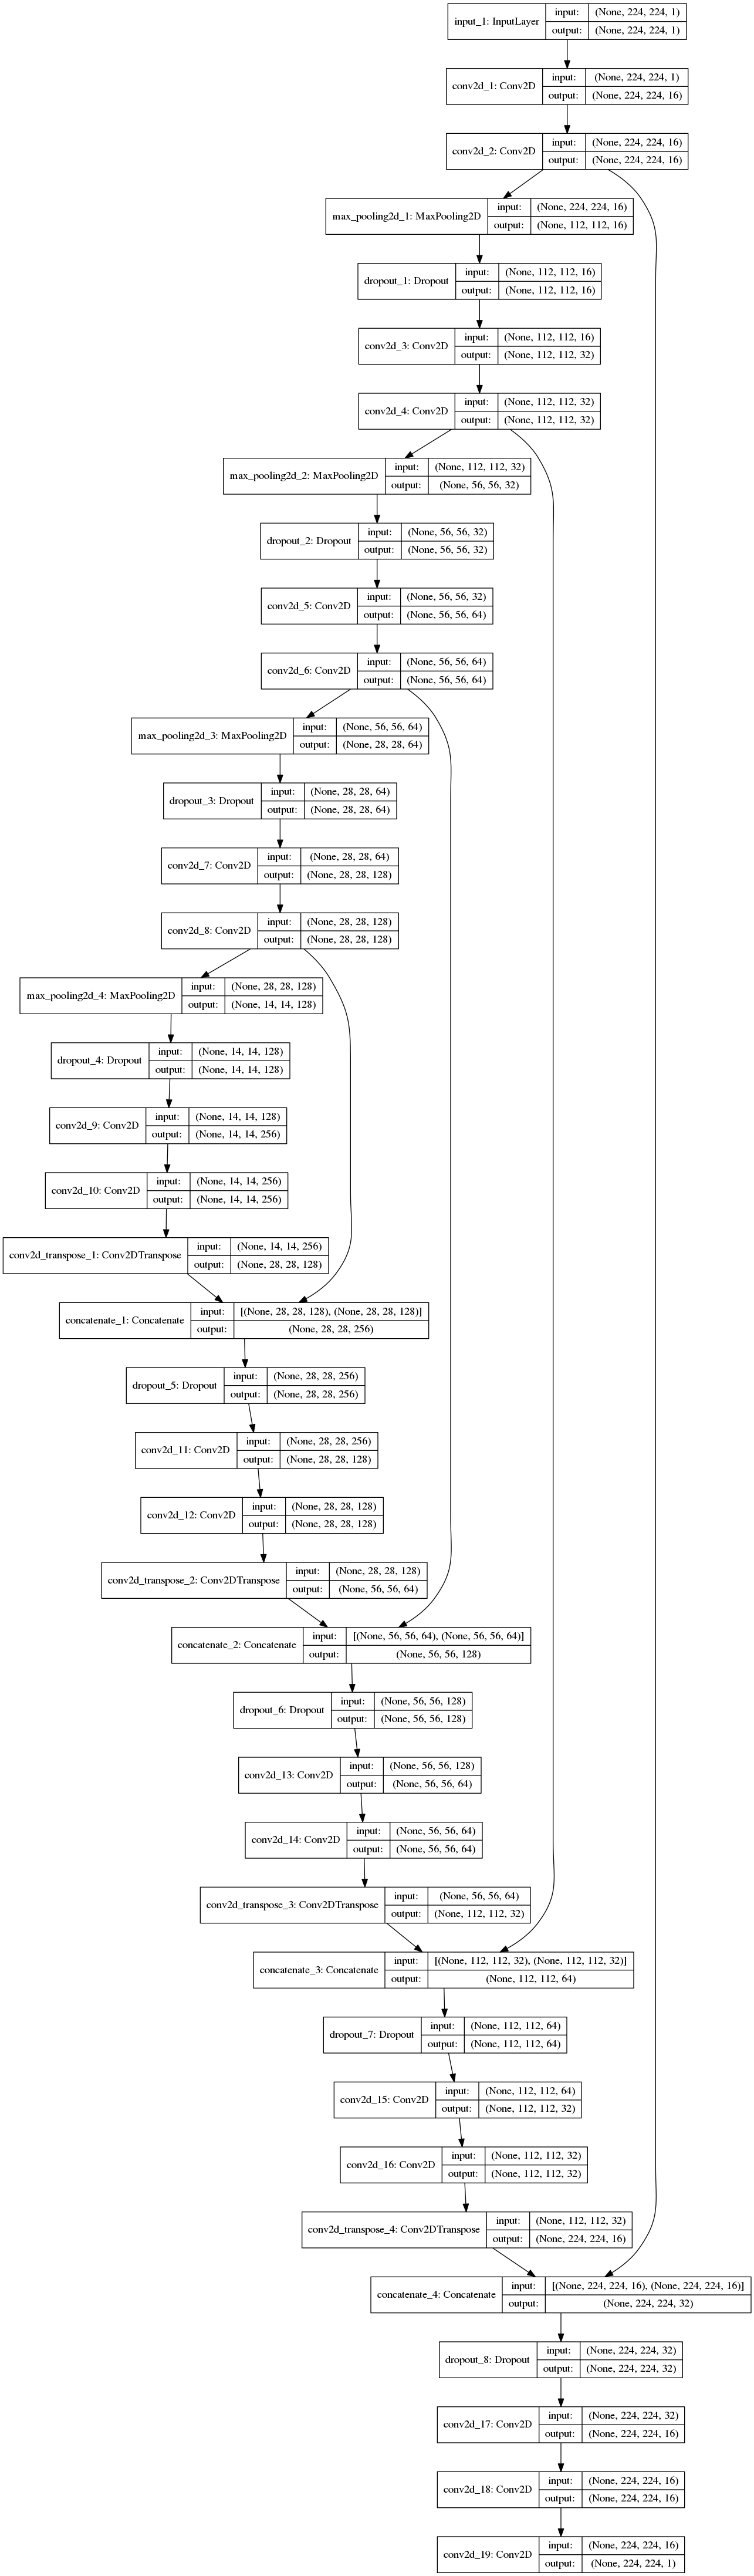 input_1: InputLayer
input: (None, 224, 224, 1)
output: (None, 224, 224, 1)
conv2d_1: Conv2D
input: (None, 224, 224, 1)
output: (None, 224, 224, 16)
conv2d_2: Conv2D
input: (None, 224, 224, 16)
output: (None, 224, 224, 16)
max_pooling2d_1: MaxPooling2D
input: (None, 224, 224, 16)
output: (None, 112, 112, 16)
dropout_1: Dropout
input: (None, 112, 112, 16)
output: (None, 112, 112, 16)
conv2d_3: Conv2D
input: (None, 112, 112, 16)
output: (None, 112, 112, 32)
conv2d_4: Conv2D
input: (None, 112, 112, 32)
output: (None, 112, 112, 32)
max_pooling2d_2: MaxPooling2D
input: (None, 112, 112, 32)
output: (None, 56, 56, 32)
dropout_2: Dropout
input: (None, 56, 56, 32)
output: (None, 56, 56, 32)
conv2d_5: Conv2D
input: (None, 56, 56, 32)
output: (None, 56, 56, 64)
conv2d_6: Conv2D
input: (None, 56, 56, 64)
output: (None, 56, 56, 64)
max_pooling2d_3: MaxPooling2D
input: (None, 56, 56, 64)
output: (None, 28, 28, 64)
dropout_3: Dropout
input: (None, 28, 28, 64)
output: (None, 28, 28, 64)
conv2d_7: Conv2D
input: (None, 28, 28, 64)
output: (None, 28, 28, 128)
conv2d_8: Conv2D
input: (None, 28, 28, 128)
output: (None, 28, 28, 128)
max_pooling2d_4: MaxPooling2D
input: (None, 28, 28, 128)
output: (None, 14, 14, 128)
dropout_4: Dropout
input: (None, 14, 14, 128)
output: (None, 14, 14, 128)
conv2d_9: Conv2D
input: (None, 14, 14, 128)
output: (None, 14, 14, 256)
conv2d_10: Conv2D
input: (None, 14, 14, 256)
output: (None, 14, 14, 256)
conv2d_transpose_1: Conv2DTranspose
input: (None, 14, 14, 256)
output: (None, 28, 28, 128)
concatenate_1: Concatenate
input: [(None, 28, 28, 128), (None, 28, 28, 128)]
output: (None, 28, 28, 256)
dropout_5: Dropout
input: (None, 28, 28, 256)
output: (None, 28, 28, 256)
conv2d_11: Conv2D
input: (None, 28, 28, 256)
output: (None, 28, 28, 128)
conv2d_12: Conv2D
input: (None, 28, 28, 128)
output: (None, 28, 28, 128)
conv2d_transpose_2: Conv2DTranspose
input: (None, 28, 28, 128)
output: (None, 56, 56, 64)
concatenate_2: Concatenate
input: [(None, 56, 56, 64), (None, 56, 56, 64)]
output: (None, 56, 56, 128)
dropout_6: Dropout
input: (None, 56, 56, 128)
output: (None, 56, 56, 128)
conv2d_13: Conv2D
input: (None, 56, 56, 128)
output: (None, 56, 56, 64)
conv2d_14: Conv2D
input: (None, 56, 56, 64)
output: (None, 56, 56, 64)
conv2d_transpose_3: Conv2DTranspose
input: (None, 56, 56, 64)
output: (None, 112, 112, 32)
concatenate_3: Concatenate
input: [(None, 112, 112, 32), (None, 112, 112, 32)]
output: (None, 112, 112, 64)
dropout_7: Dropout
input: (None, 112, 112, 64)
output: (None, 112, 112, 64)
conv2d_15: Conv2D
input: (None, 112, 112, 64)
output: (None, 112, 112, 32)
conv2d_16: Conv2D
input: (None, 112, 112, 32)
output: (None, 112, 112, 32)
conv2d_transpose_4: Conv2DTranspose
input: (None, 112, 112, 32)
output: (None, 224, 224, 16)
concatenate_4: Concatenate
input: [(None, 224, 224, 16), (None, 224, 224, 16)]
output: (None, 224, 224, 32)
dropout_8: Dropout
input: (None, 224, 224, 32)
output: (None, 224, 224, 32)
conv2d_17: Conv2D
input: (None, 224, 224, 32)
output: (None, 224, 224, 16)
conv2d_18: Conv2D
input: (None, 224, 224, 16)
output: (None, 224, 224, 16)
conv2d_19: Conv2D
input: (None, 224, 224, 16)
output: (None, 224, 224, 1)